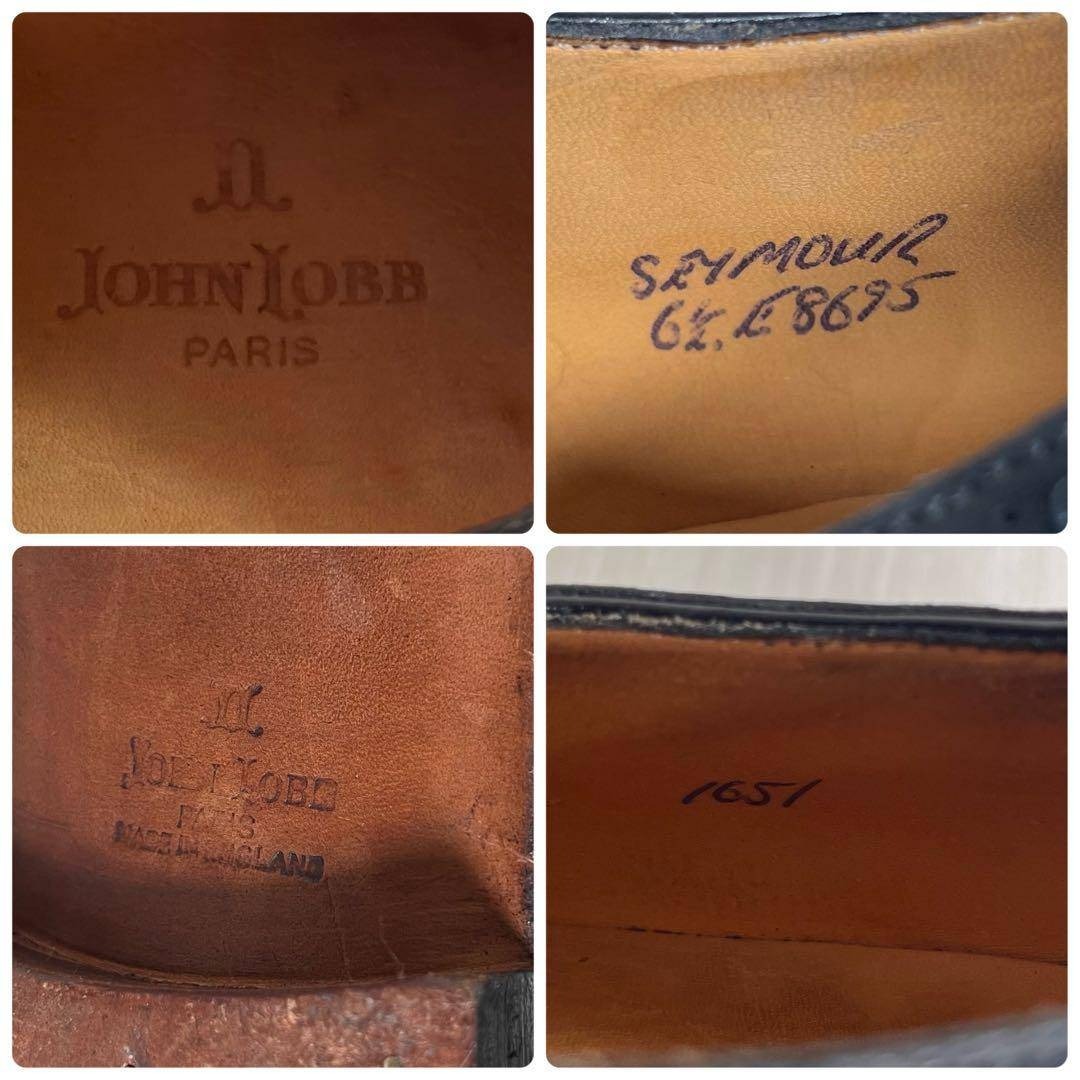 JOHN LOBB
PARIS
SEYMOUR
6½. E 8695
JOHN LOBB
PARIS
MADE IN ENGLAND
1651